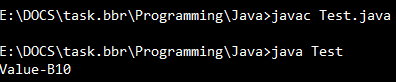 E:\DOCS\task.bbr\Programming\Java>javac Test.java
E:\DOCS\task.bbr\Programming\Java>java Test
Value-B10